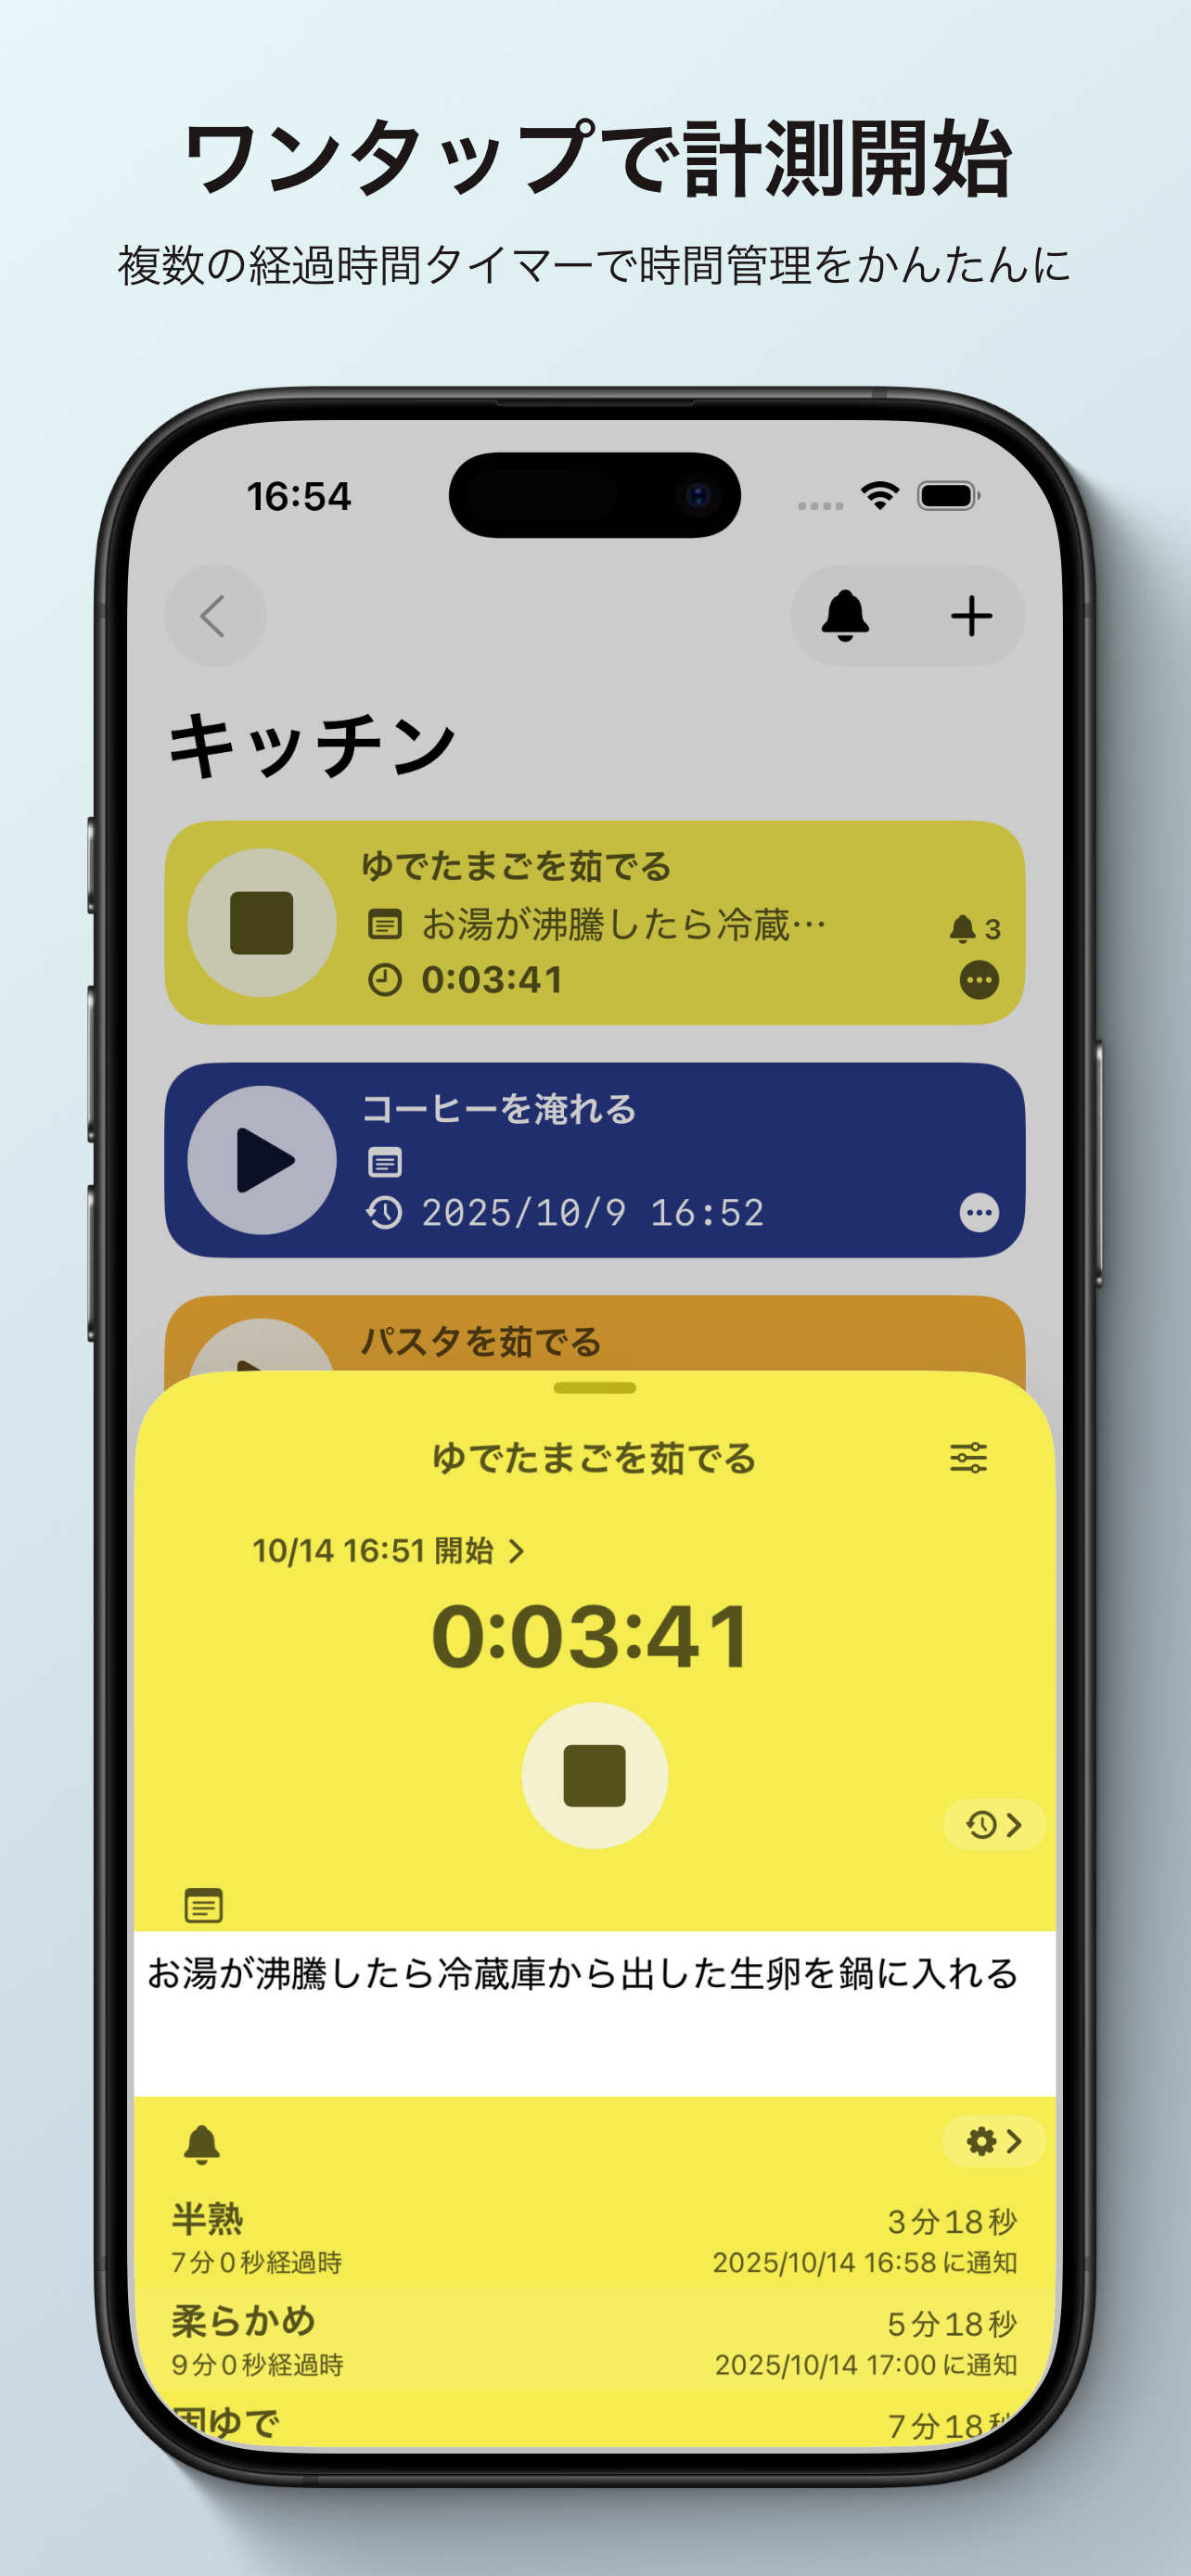 ワンタップで計測開始
複数の経過時間タイマーで時間管理をかんたんに
16:54
キッチン
ゆでたまごを茹でる
お湯が沸騰したら冷蔵…
3
0:03:41
コーヒーを淹れる
2025/10/9 16:52
パスタを茹でる
ゆでたまごを茹でる
10/14 16:51 開始
0:03:41
お湯が沸騰したら冷蔵庫から出した生卵を鍋に入れる
半熟
3分18秒
7分0秒経過時
2025/10/14 16:58に通知
柔らかめ
5分18秒
9分0秒経過時
2025/10/14 17:00に通知
固ゆで
7分18秒